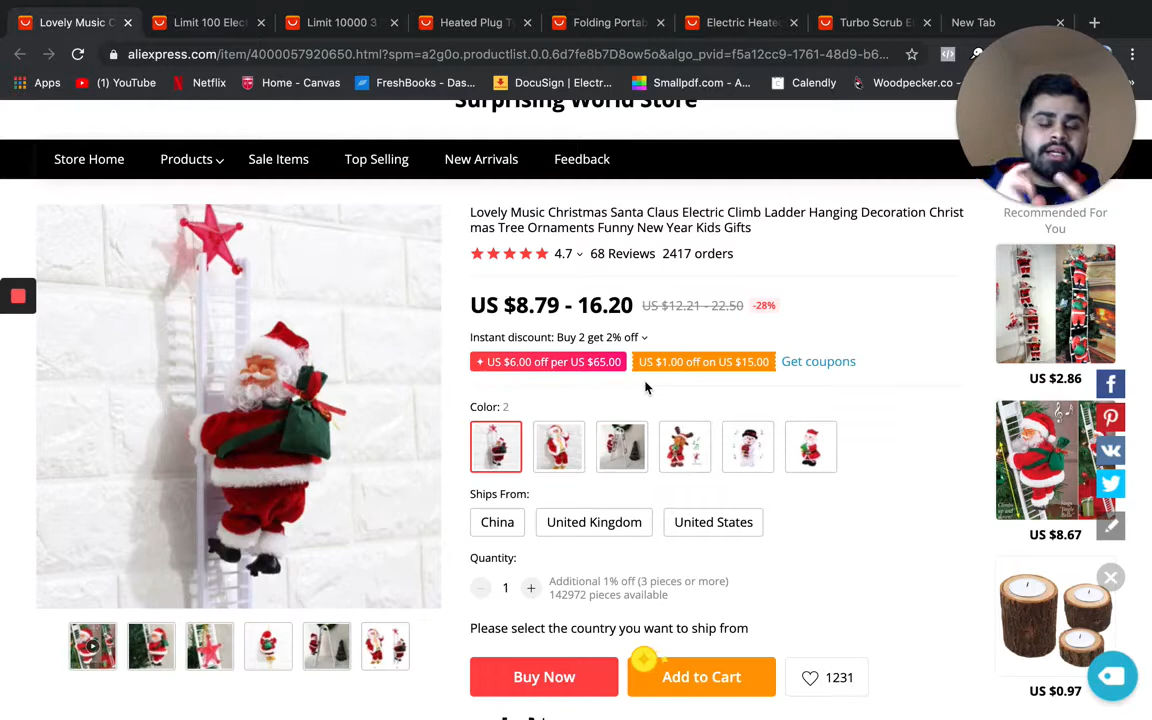 Lovely Music C
Limit 100 Elec
Limit 10000 3
Heated Plug T
Folding Portab
Electric Heate
Turbo Scrub E
New Tab
aliexpress.com/item/4000057920650.html?spm=a2g0o.productlist.0.0.6d7fe8b7D8ow5o&algo_pvid=f5a12cc9-1761-48d9-b6...
Apps
(1) YouTube
Netflix
Home - Canvas
FreshBooks - Das...
DocuSign | Electr...
Smallpdf.com - A...
Calendly
Woodpecker.co -
Surprising World Store
Store Home
Products
Sale Items
Top Selling
New Arrivals
Feedback
Lovely Music Christmas Santa Claus Electric Climb Ladder Hanging Decoration Christ
mas Tree Ornaments Funny New Year Kids Gifts
4.7 68 Reviews 2417 orders
US $8.79 - 16.20 US $12.21 - 22.50 -28%
Instant discount: Buy 2 get 2% off
US $6.00 off per US $65.00 US $1.00 off on US $15.00 Get coupons
Color: 2
Ships From:
China
United Kingdom
United States
Quantity:
1
Additional 1% off (3 pieces or more)
142972 pieces available
Please select the country you want to ship from
Buy Now
Add to Cart
1231
Recommended For
You
US $2.86
US $8.67
US $0.97